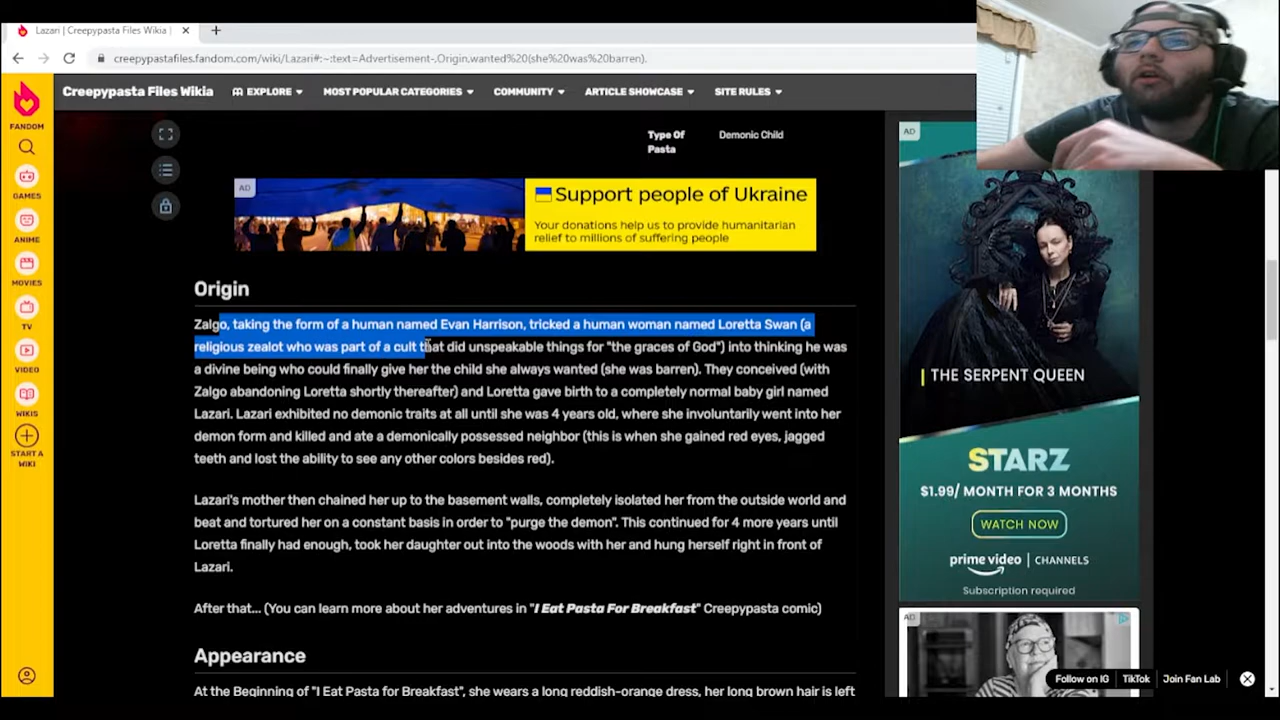 Lazari | Creepypasta Files Wikia |
creepypastafiles.fandom.com/wiki/Lazari#:~:text=Advertisement-,Origin,wanted%20(she%20was%20barren).
FANDOM
GAMES
ANIME
MOVIES
TV
VIDEO
WIKIS
START A
WIKI
Creepypasta Files Wikia
EXPLORE
MOST POPULAR CATEGORIES
COMMUNITY
ARTICLE SHOWCASE
SITE RULES
Type Of
Pasta
Demonic Child
AD
Support people of Ukraine
Your donations help us to provide humanitarian
relief to millions of suffering people
Origin
Zalgo, taking the form of a human named Evan Harrison, tricked a human woman named Loretta Swan (a
religious zealot who was part of a cult that did unspeakable things for "the graces of God") into thinking he was
a divine being who could finally give her the child she always wanted (she was barren). They conceived (with
Zalgo abandoning Loretta shortly thereafter) and Loretta gave birth to a completely normal baby girl named
Lazari. Lazari exhibited no demonic traits at all until she was 4 years old, where she involuntarily went into her
demon form and killed and ate a demonically possessed neighbor (this is when she gained red eyes, jagged
teeth and lost the ability to see any other colors besides red).
Lazari's mother then chained her up to the basement walls, completely isolated her from the outside world and
beat and tortured her on a constant basis in order to "purge the demon". This continued for 4 more years until
Loretta finally had enough, took her daughter out into the woods with her and hung herself right in front of
Lazari.
After that... (You can learn more about her adventures in "I Eat Pasta For Breakfast" Creepypasta comic)
Appearance
At the Beginning of "I Eat Pasta for Breakfast", she wears a long reddish-orange dress, her long brown hair is left
AD
THE SERPENT QUEEN
STARZ
$1.99/ MONTH FOR 3 MONTHS
WATCH NOW
prime video | CHANNELS
Subscription required
AD
Follow on IG
TikTok
Join Fan Lab